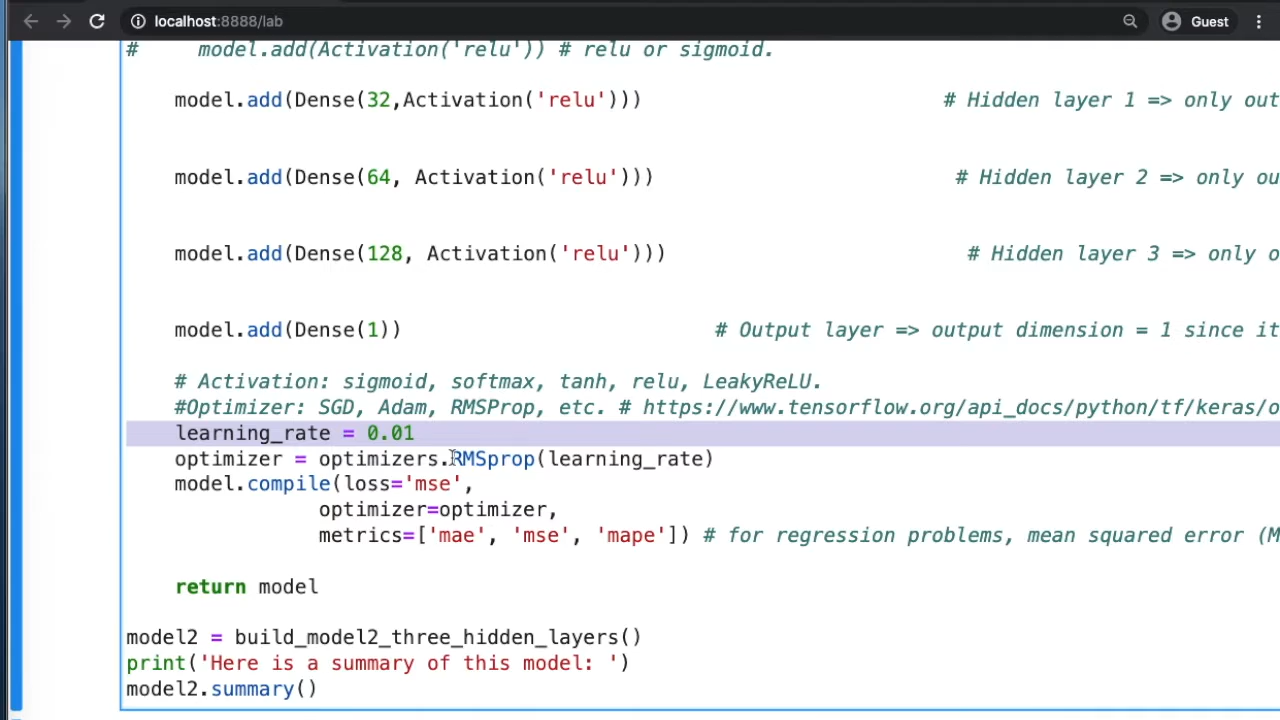 localhost:8888/lab
Guest
# model.add(Activation('relu')) # relu or sigmoid.
model.add(Dense(32,Activation('relu'))) # Hidden layer 1 => only out
model.add(Dense(64, Activation('relu'))) # Hidden layer 2 => only ou
model.add(Dense(128, Activation('relu'))) # Hidden layer 3 => only o
model.add(Dense(1)) # Output layer => output dimension = 1 since it
# Activation: sigmoid, softmax, tanh, relu, LeakyReLU.
#Optimizer: SGD, Adam, RMSProp, etc. # https://www.tensorflow.org/api_docs/python/tf/keras/o
learning_rate = 0.01
optimizer = optimizers.RMSprop(learning_rate)
model.compile(loss='mse',
optimizer=optimizer,
metrics=['mae', 'mse', 'mape']) # for regression problems, mean squared error (M
return model
model2 = build_model2_three_hidden_layers()
print('Here is a summary of this model: ')
model2.summary()